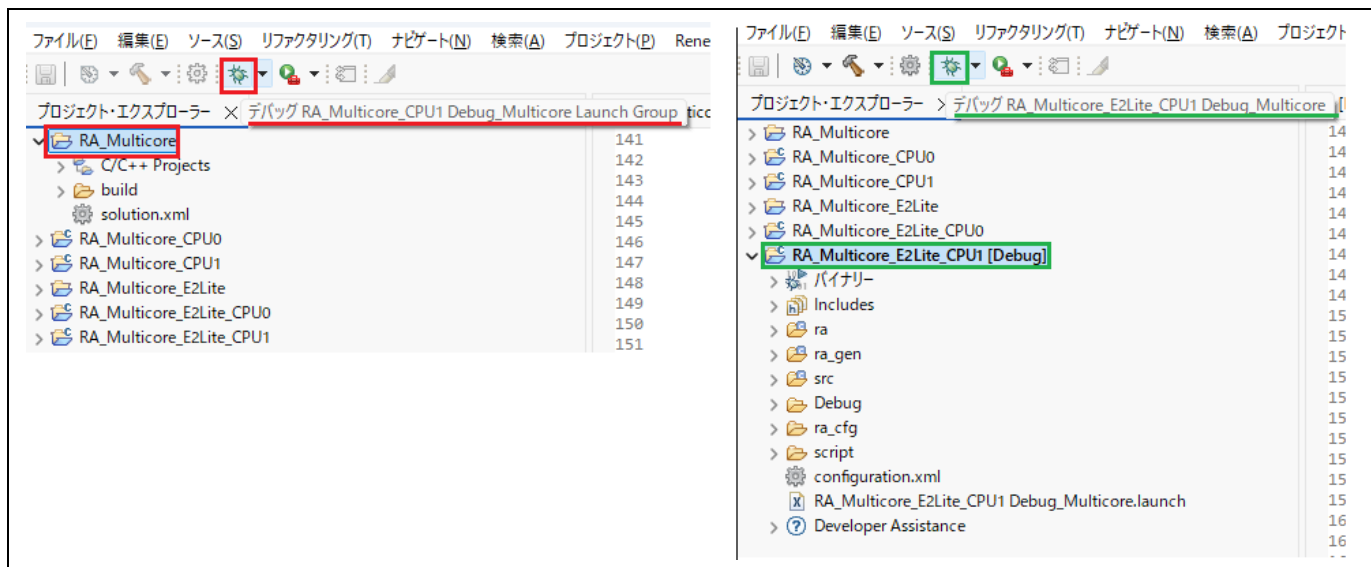 ファイル(F) 編集(E) ソース(S) リファクタリング(T) ナビゲート(N) 検索(A) プロジェクト(P) Rene
プロジェクト・エクスプローラー
デバッグ RA_Multicore_CPU1 Debug_Multicore Launch Group
RA_Multicore
C/C++ Projects
build
solution.xml
RA_Multicore_CPU0
RA_Multicore_CPU1
RA_Multicore_E2Lite
RA_Multicore_E2Lite_CPU0
RA_Multicore_E2Lite_CPU1
141
142
143
144
145
146
147
148
149
150
151
ファイル(F) 編集(E) ソース(S) リファクタリング(T) ナビゲート(N) 検索(A) プロジェクト
プロジェクト・エクスプローラー
デバッグ RA_Multicore_E2Lite_CPU1 Debug_Multicore
RA_Multicore
RA_Multicore_CPU0
RA_Multicore_CPU1
RA_Multicore_E2Lite
RA_Multicore_E2Lite_CPU0
RA_Multicore_E2Lite_CPU1 [Debug]
バイナリー
Includes
ra
ra_gen
src
Debug
ra_cfg
script
configuration.xml
RA_Multicore_E2Lite_CPU1 Debug_Multicore.launch
Developer Assistance